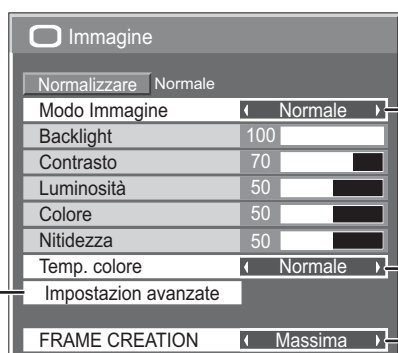 Immagine
Normalizzare Normale
Modo Immagine Normale
Backlight 100
Contrasto 70
Luminosità 50
Colore 50
Nitidezza 50
Temp. colore Normale
Impostazion avanzate
FRAME CREATION Massima